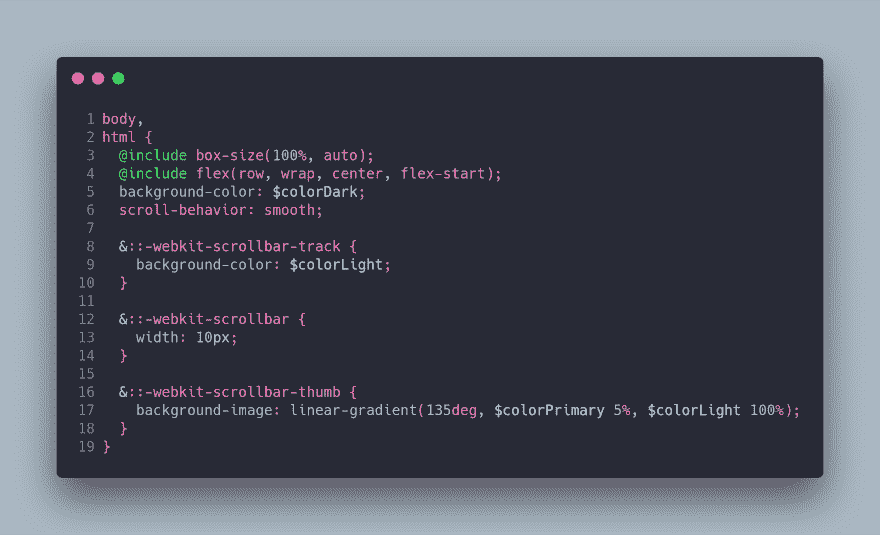 1 body,
2 html {
3   @include box-size(100%, auto);
4   @include flex(row, wrap, center, flex-start);
5   background-color: $colorDark;
6   scroll-behavior: smooth;
7
8   &::-webkit-scrollbar-track {
9     background-color: $colorLight;
10   }
11
12   &::-webkit-scrollbar {
13     width: 10px;
14   }
15
16   &::-webkit-scrollbar-thumb {
17     background-image: linear-gradient(135deg, $colorPrimary 5%, $colorLight 100%);
18   }
19 }